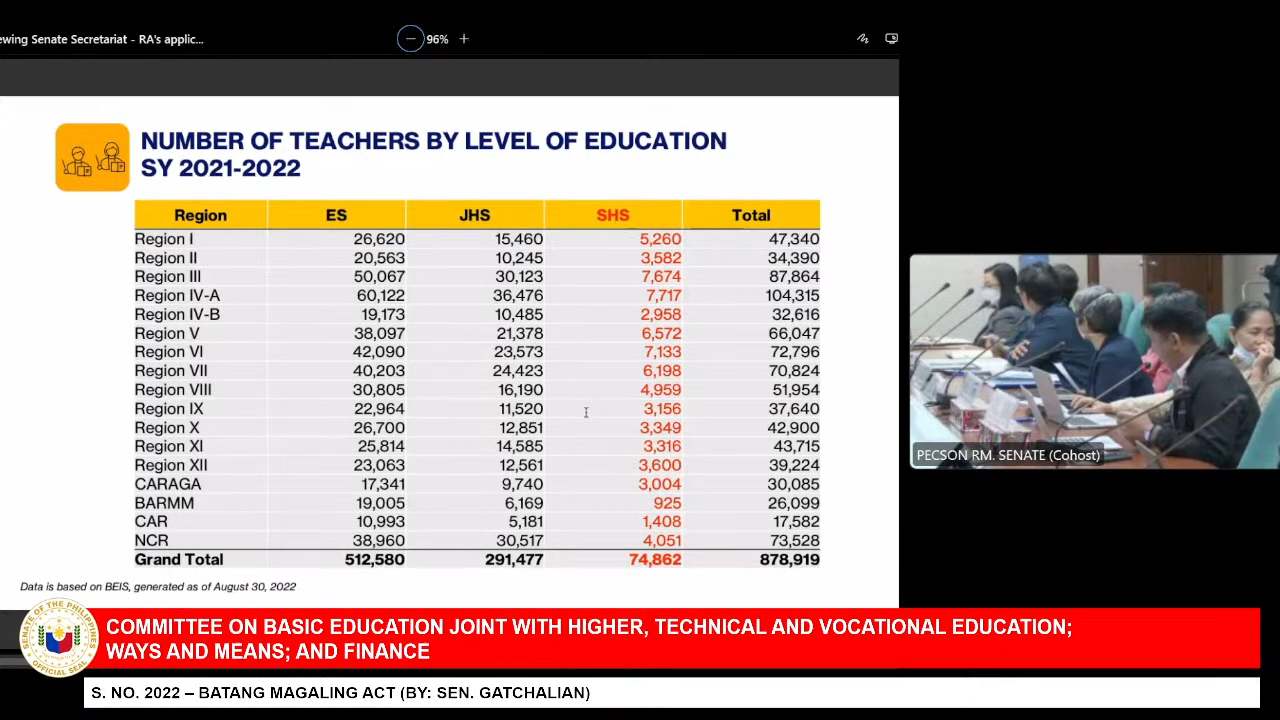 ewing Senate Secretariat - RA's applic...
96%
NUMBER OF TEACHERS BY LEVEL OF EDUCATION
SY 2021-2022
Region ES JHS SHS Total
Region I 26,620 15,460 5,260 47,340
Region II 20,563 10,245 3,582 34,390
Region III 50,067 30,123 7,674 87,864
Region IV-A 60,122 36,476 7,717 104,315
Region IV-B 19,173 10,485 2,958 32,616
Region V 38,097 21,378 6,572 66,047
Region VI 42,090 23,573 7,133 72,796
Region VII 40,203 24,423 6,198 70,824
Region VIII 30,805 16,190 4,959 51,954
Region IX 22,964 11,520 3,156 37,640
Region X 26,700 12,851 3,349 42,900
Region XI 25,814 14,585 3,316 43,715
Region XII 23,063 12,561 3,600 39,224
CARAGA 17,341 9,740 3,004 30,085
BARMM 19,005 6,169 925 26,099
CAR 10,993 5,181 1,408 17,582
NCR 38,960 30,517 4,051 73,528
Grand Total 512,580 291,477 74,862 878,919
Data is based on BEIS, generated as of August 30, 2022
PECSON RM. SENATE (Cohost)
SENATE OF THE PHILIPPINES
OFFICIAL SEAL
COMMITTEE ON BASIC EDUCATION JOINT WITH HIGHER, TECHNICAL AND VOCATIONAL EDUCATION;
WAYS AND MEANS; AND FINANCE
S. NO. 2022 – BATANG MAGALING ACT (BY: SEN. GATCHALIAN)